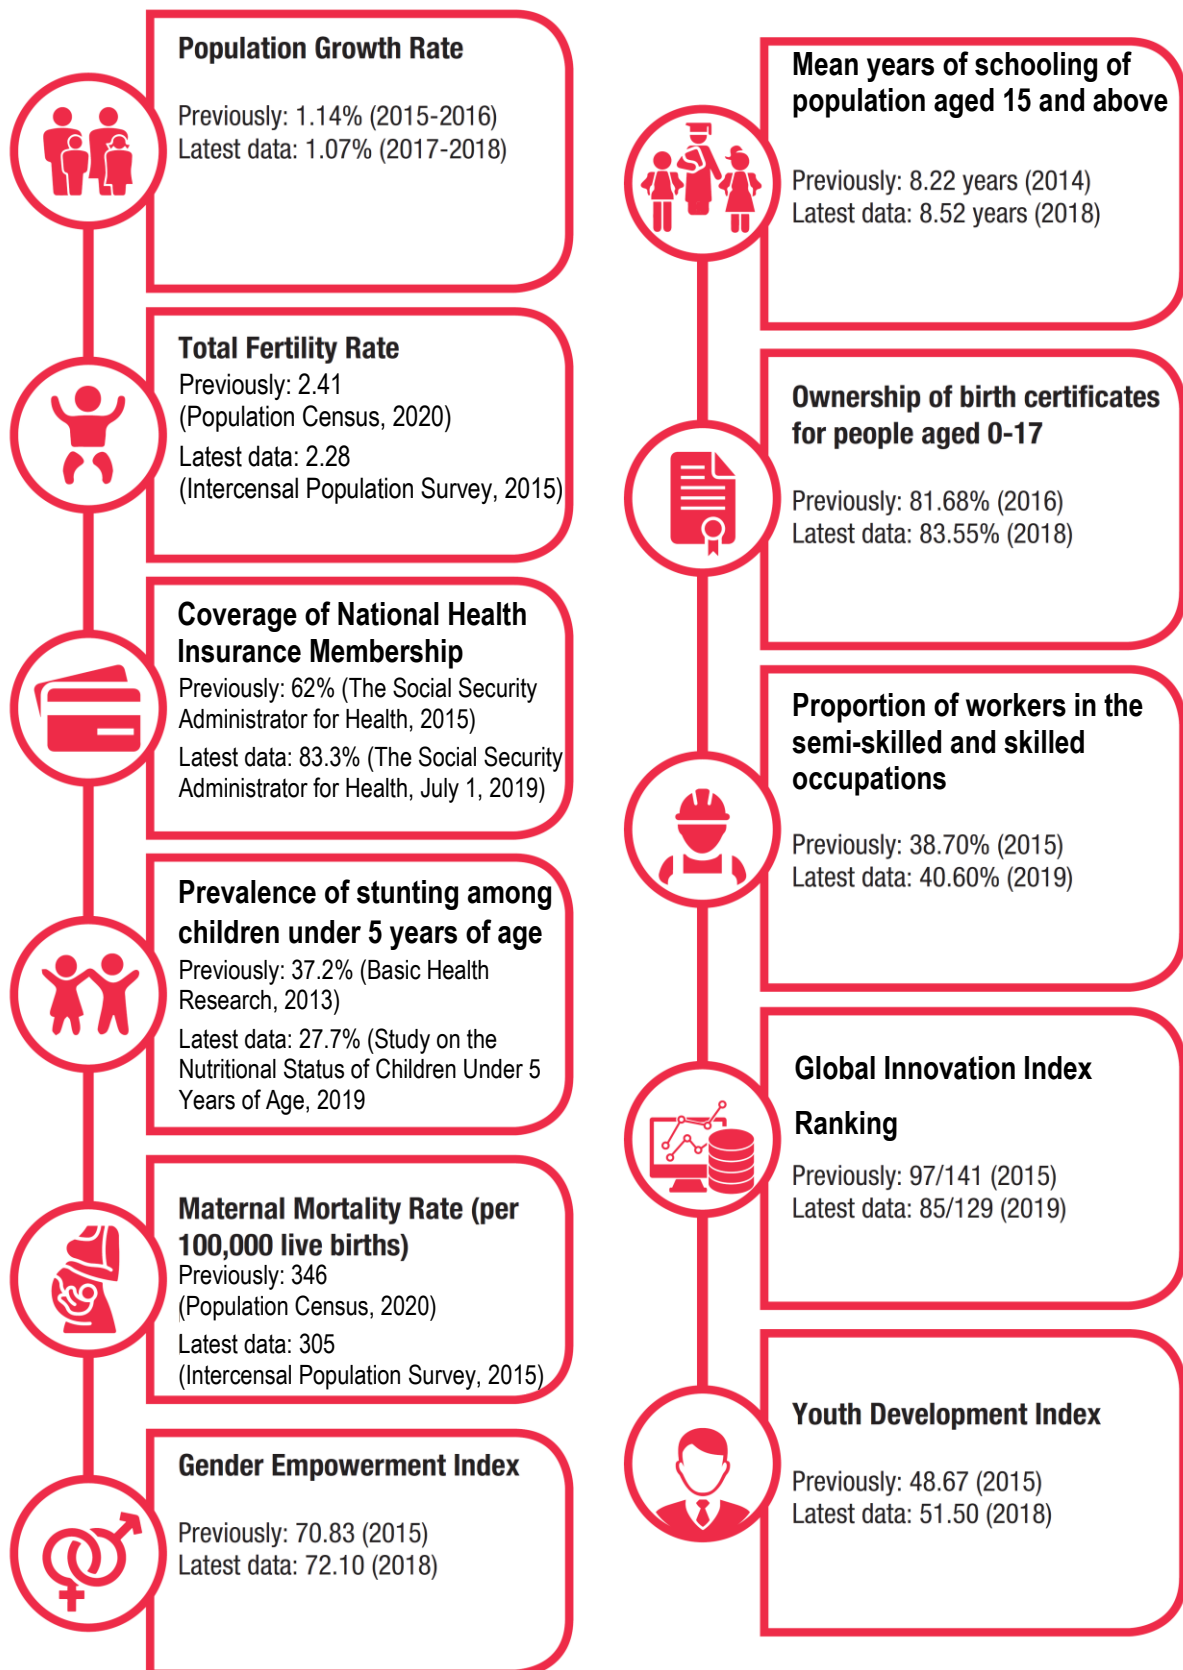 Population Growth Rate
Previously: 1.14% (2015-2016)
Latest data: 1.07% (2017-2018)
Total Fertility Rate
Previously: 2.41
(Population Census, 2020)
Latest data: 2.28
(Intercensal Population Survey, 2015)
Coverage of National Health
Insurance Membership
Previously: 62% (The Social Security
Administrator for Health, 2015)
Latest data: 83.3% (The Social Security
Administrator for Health, July 1, 2019)
Prevalence of stunting among
children under 5 years of age
Previously: 37.2% (Basic Health
Research, 2013)
Latest data: 27.7% (Study on the
Nutritional Status of Children Under 5
Years of Age, 2019
Maternal Mortality Rate (per
100,000 live births)
Previously: 346
(Population Census, 2020)
Latest data: 305
(Intercensal Population Survey, 2015)
Gender Empowerment Index
Previously: 70.83 (2015)
Latest data: 72.10 (2018)
Mean years of schooling of
population aged 15 and above
Previously: 8.22 years (2014)
Latest data: 8.52 years (2018)
Ownership of birth certificates
for people aged 0-17
Previously: 81.68% (2016)
Latest data: 83.55% (2018)
Proportion of workers in the
semi-skilled and skilled
occupations
Previously: 38.70% (2015)
Latest data: 40.60% (2019)
Global Innovation Index
Ranking
Previously: 97/141 (2015)
Latest data: 85/129 (2019)
Youth Development Index
Previously: 48.67 (2015)
Latest data: 51.50 (2018)